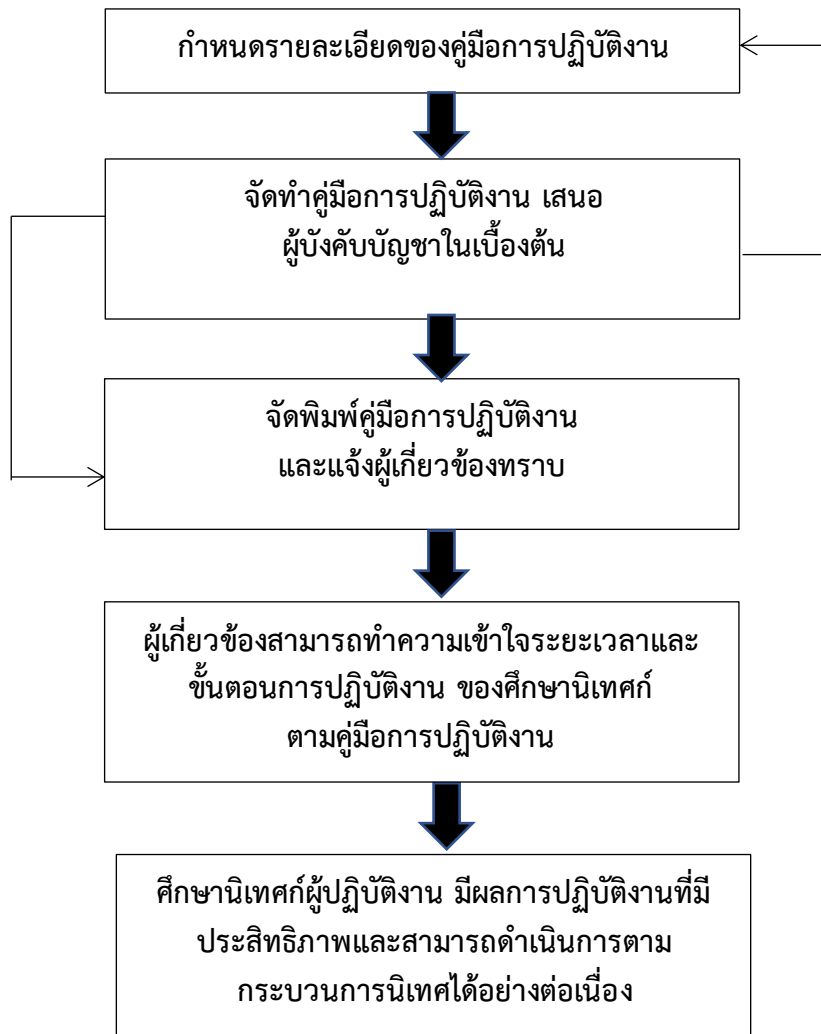 กำหนดรายละเอียดของคู่มือการปฏิบัติงาน
จัดทำคู่มือการปฏิบัติงาน เสนอ
ผู้บังคับบัญชาในเบื้องต้น
จัดพิมพ์คู่มือการปฏิบัติงาน
และแจ้งผู้เกี่ยวข้องทราบ
ผู้เกี่ยวข้องสามารถทำความเข้าใจระยะเวลาและ
ขั้นตอนการปฏิบัติงาน ของศึกษานิเทศก์
ตามคู่มือการปฏิบัติงาน
ศึกษานิเทศก์ผู้ปฏิบัติงาน มีผลการปฏิบัติงานที่มี
ประสิทธิภาพและสามารถดำเนินการตาม
กระบวนการนิเทศได้อย่างต่อเนื่อง